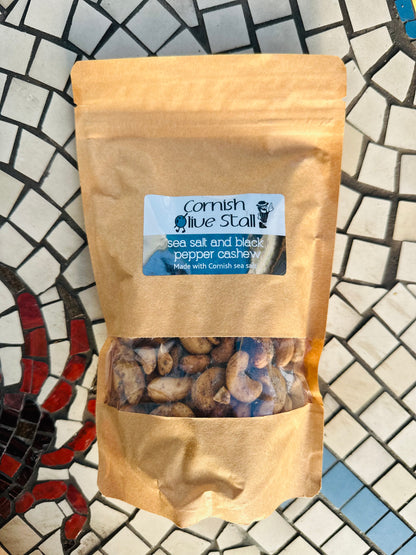 Cornish
Olive Stall
sea salt and black
pepper cashew
Made with Cornish sea salt